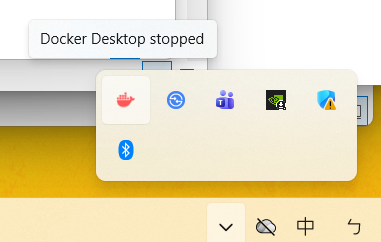 Docker Desktop stopped
中 ㄅ